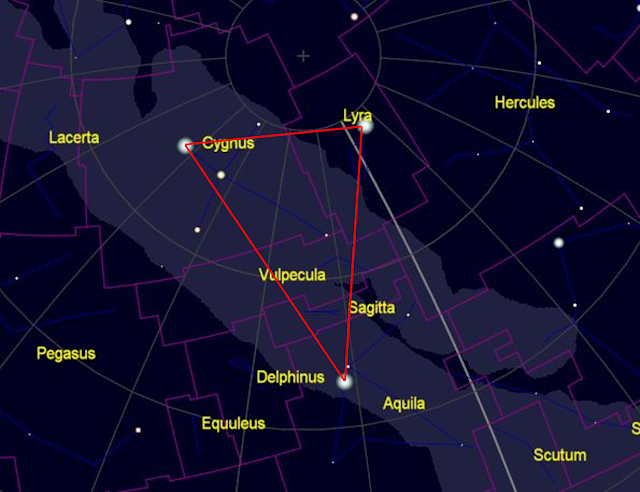 Hercules
Lyra
Lacerta
Cygnus
Vulpecula
Sagitta
Pegasus
Delphinus
Aquila
Equuleus
S
Scutum